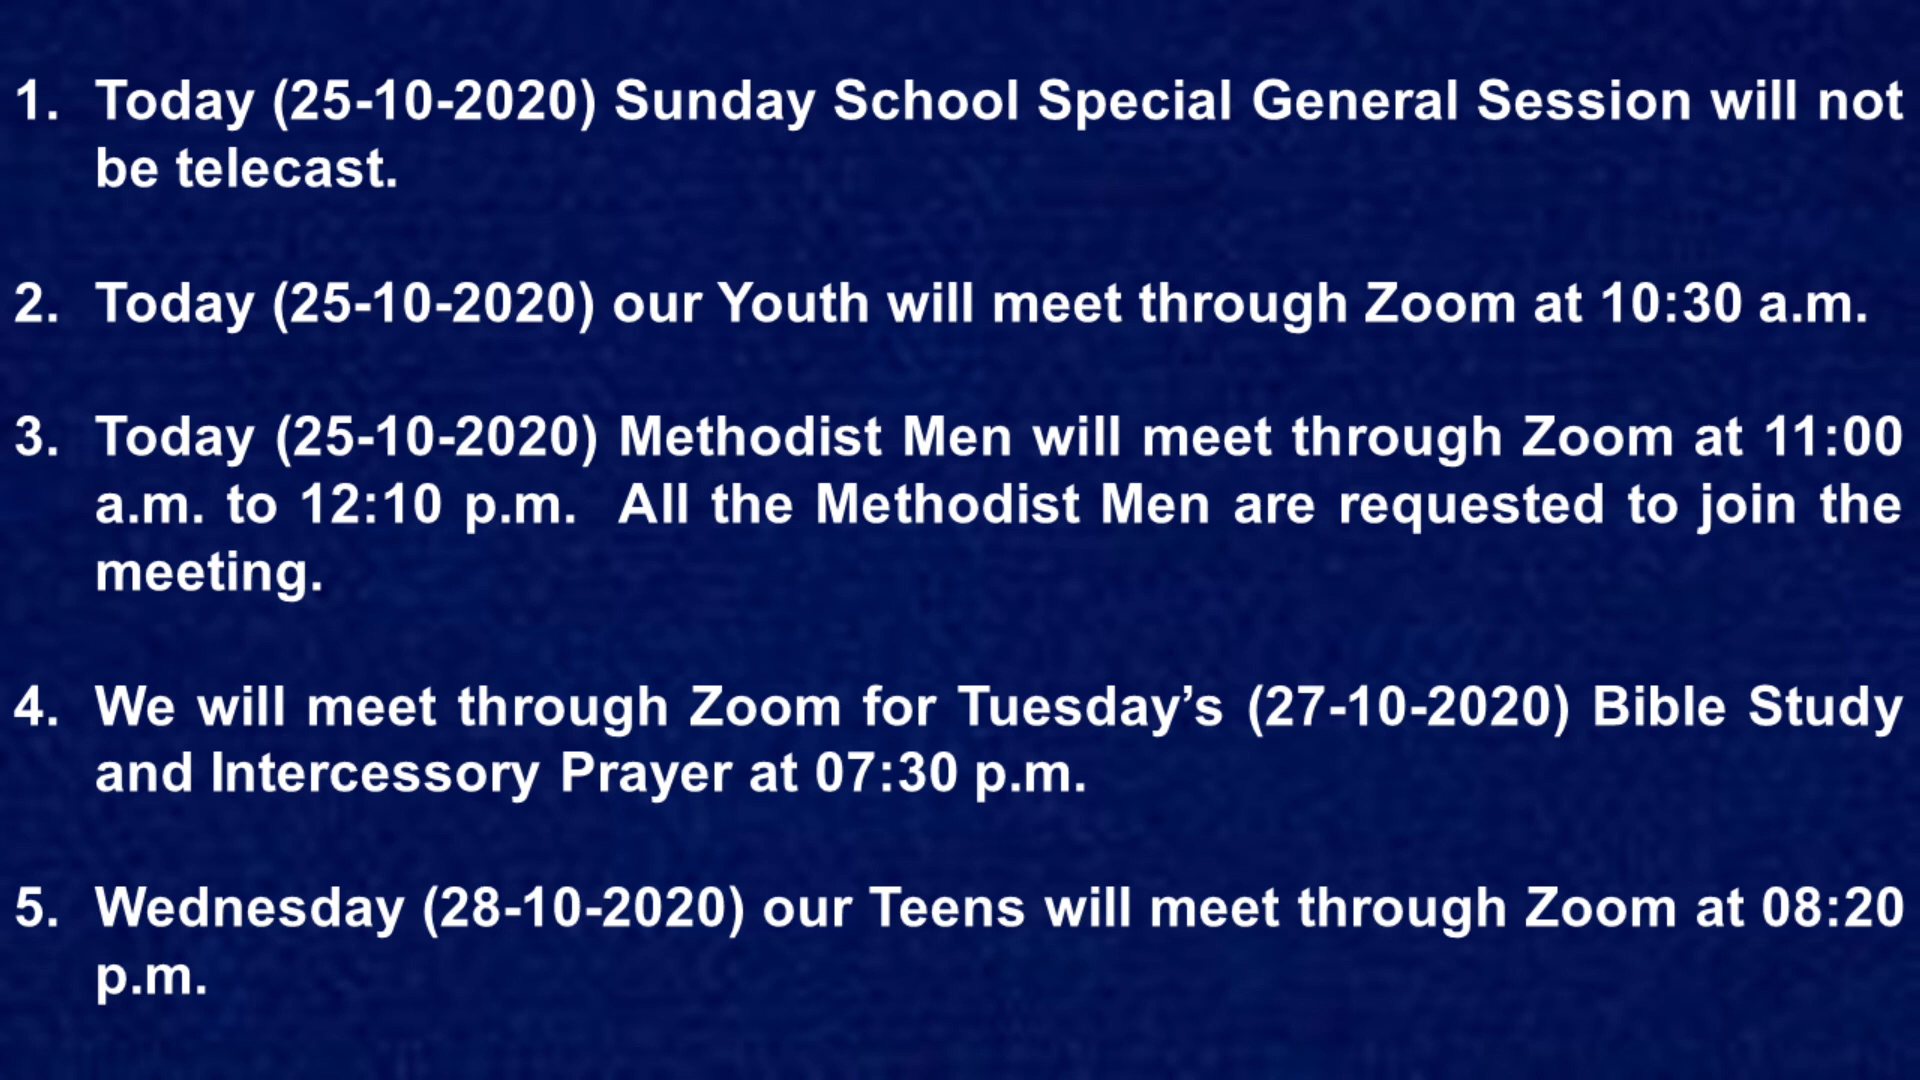 1. Today (25-10-2020) Sunday School Special General Session will not
be telecast.
2. Today (25-10-2020) our Youth will meet through Zoom at 10:30 a.m.
3. Today (25-10-2020) Methodist Men will meet through Zoom at 11:00
a.m. to 12:10 p.m. All the Methodist Men are requested to join the
meeting.
4. We will meet through Zoom for Tuesday’s (27-10-2020) Bible Study
and Intercessory Prayer at 07:30 p.m.
5. Wednesday (28-10-2020) our Teens will meet through Zoom at 08:20
p.m.